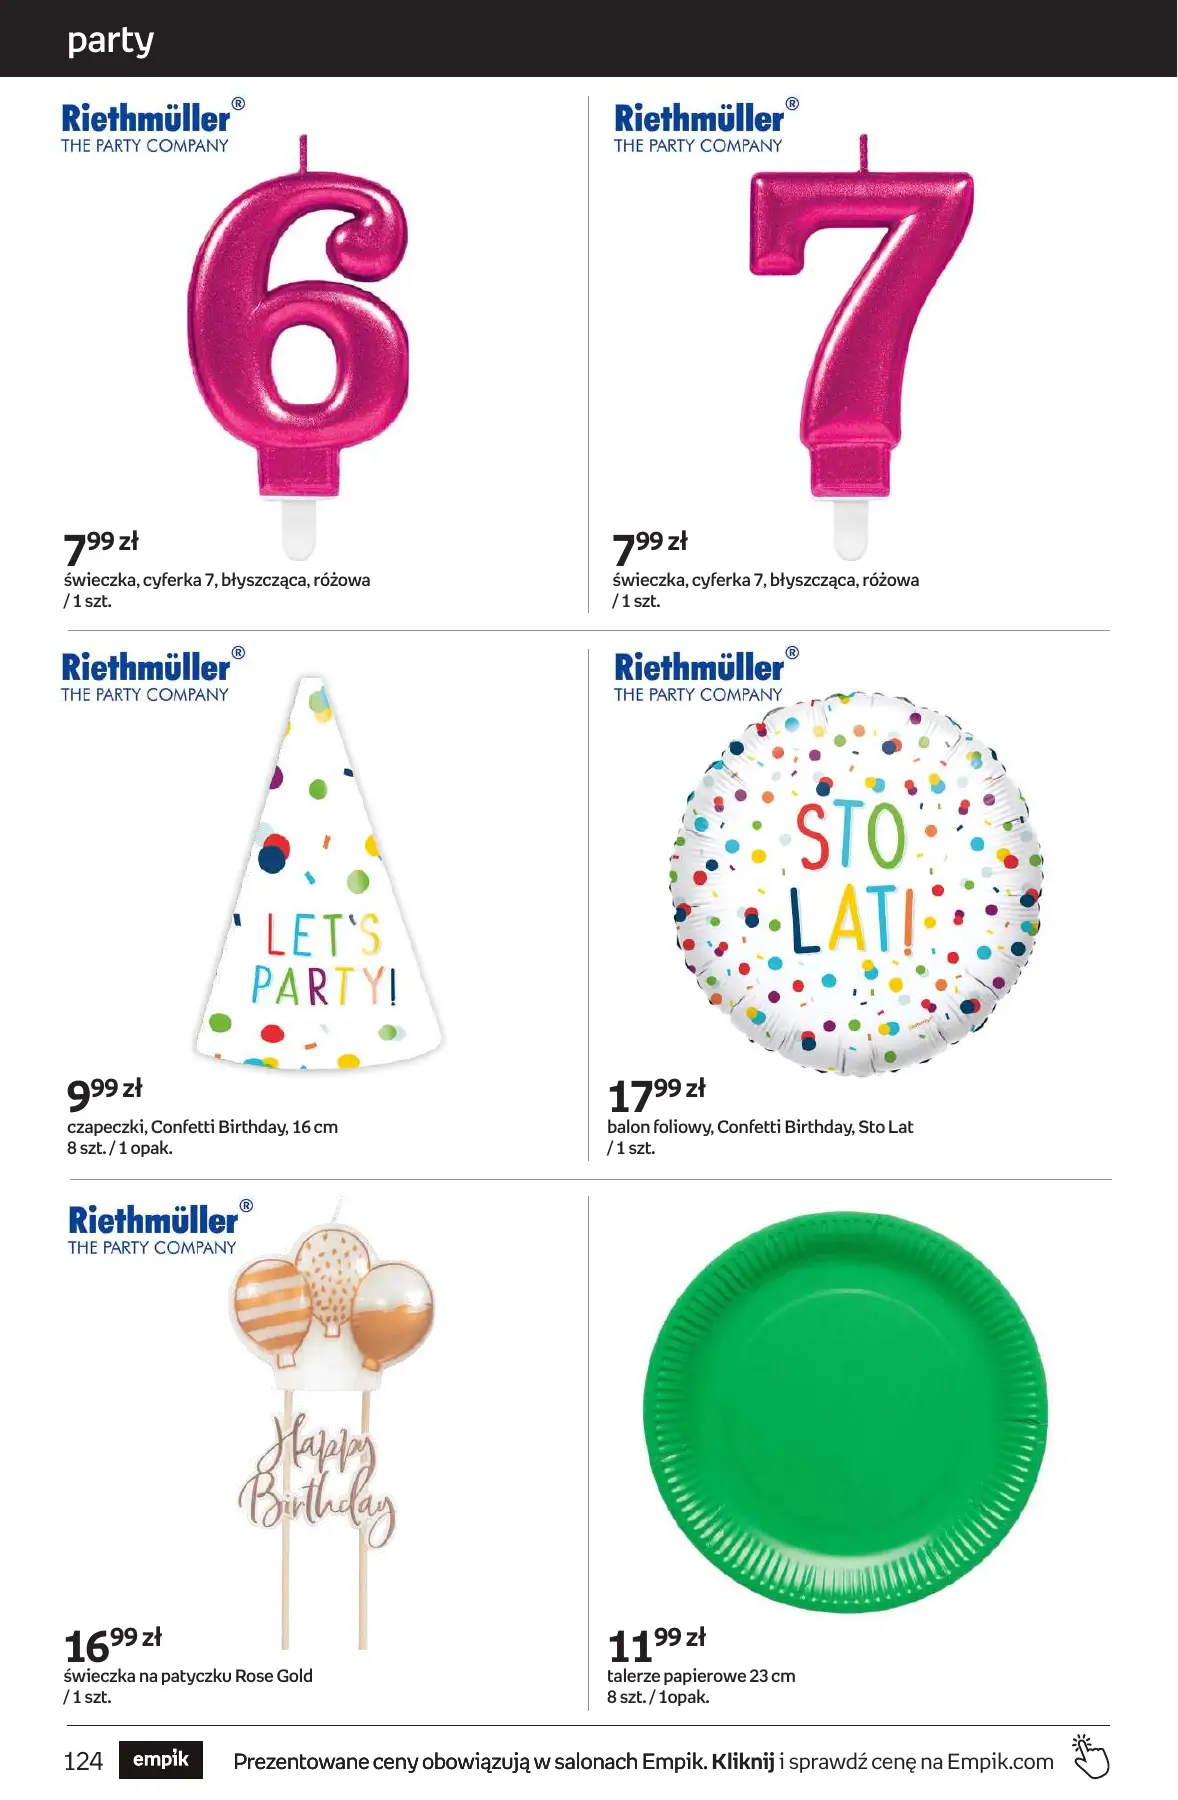 party
Riethmüller®
THE PARTY COMPANY
7⁹⁹ zł
świeczka, cyferka 7, błyszcząca, różowa
/ 1 szt.
Riethmüller®
THE PARTY COMPANY
7⁹⁹ zł
świeczka, cyferka 7, błyszcząca, różowa
/ 1 szt.
Riethmüller®
THE PARTY COMPANY
LET'S
PARTY!
9⁹⁹ zł
czapeczki, Confetti Birthday, 16 cm
8 szt. / 1 opak.
Riethmüller®
THE PARTY COMPANY
STO
LAT!
17⁹⁹ zł
balon foliowy, Confetti Birthday, Sto Lat
/ 1 szt.
Riethmüller®
THE PARTY COMPANY
Happy
Birthday
16⁹⁹ zł
świeczka na patyczku Rose Gold
/ 1 szt.
11⁹⁹ zł
talerze papierowe 23 cm
8 szt. / 1opak.
124 empik Prezentowane ceny obowiązują w salonach Empik. Kliknij i sprawdź cenę na Empik.com